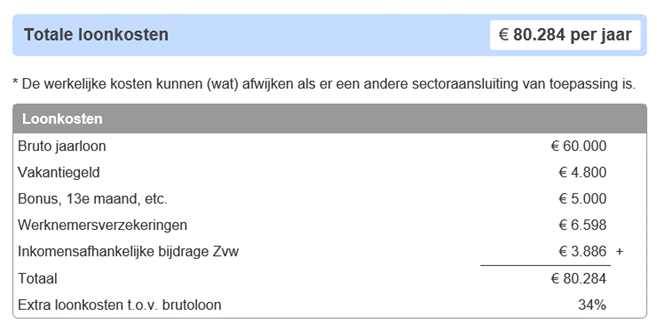 Totale loonkosten € 80.284 per jaar
* De werkelijke kosten kunnen (wat) afwijken als er een andere sectoraansluiting van toepassing is.
Loonkosten
Bruto jaarloon € 60.000
Vakantiegeld € 4.800
Bonus, 13e maand, etc. € 5.000
Werknemersverzekeringen € 6.598
Inkomensafhankelijke bijdrage Zvw € 3.886 +
Totaal € 80.284
Extra loonkosten t.o.v. brutoloon 34%